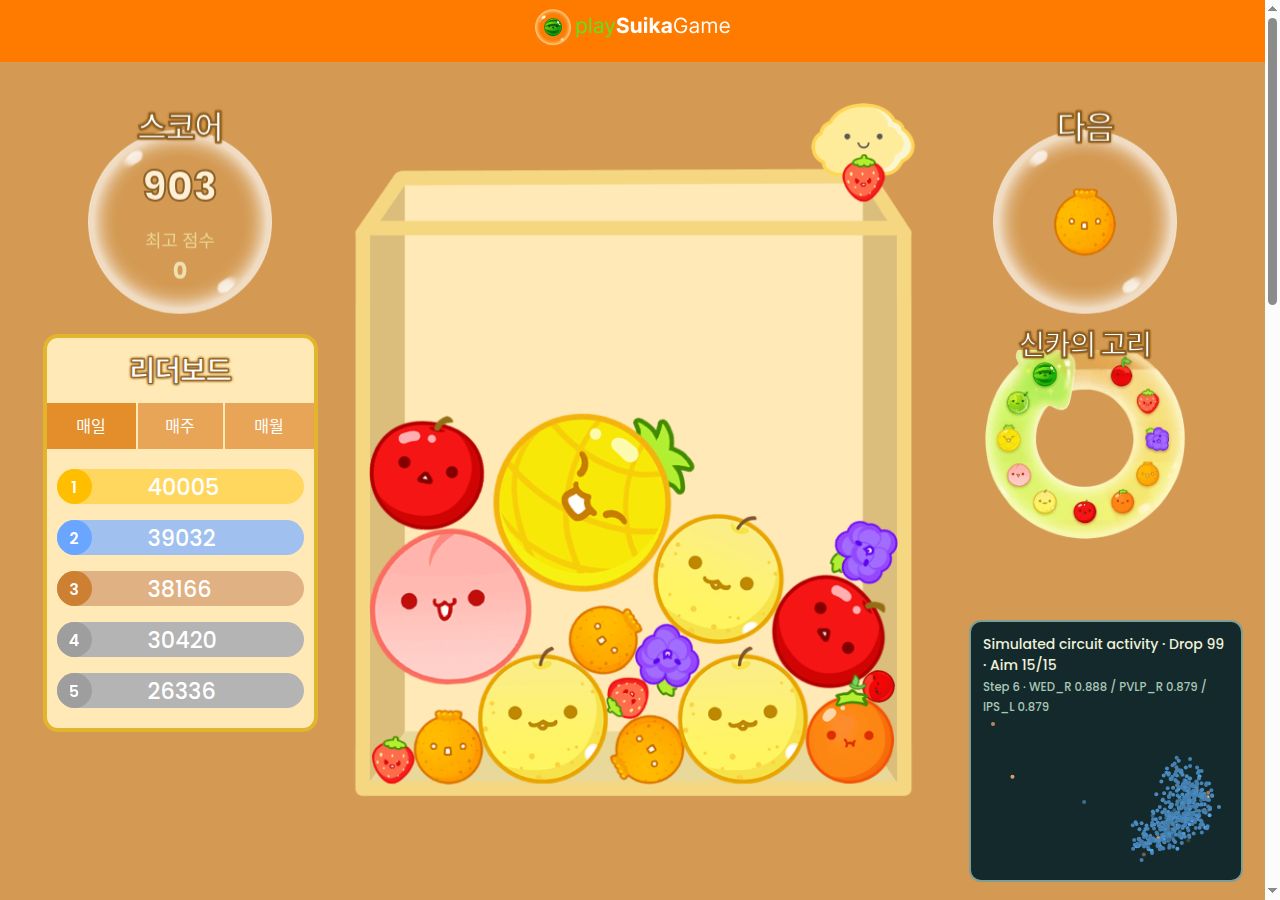 playSuikaGame
스코어
903
최고 점수
0
리더보드
매일 매주 매월
1 40005
2 39032
3 38166
4 30420
5 26336
다음
신카의 고리
Simulated circuit activity · Drop 99
· Aim 15/15
Step 6 · WED_R 0.888 / PVLP_R 0.879 /
IPS_L 0.879